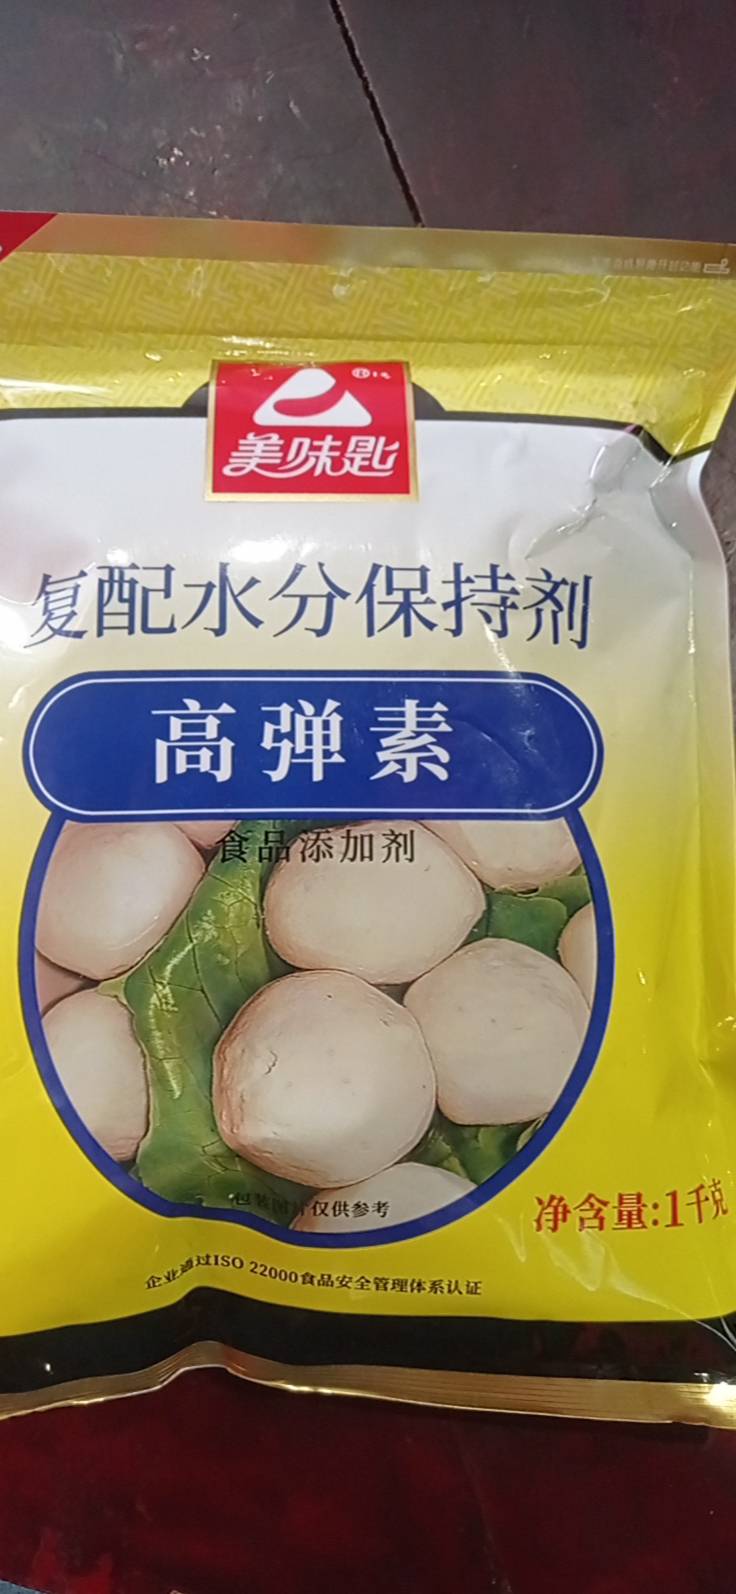 美味匙
复配水分保持剂
高弹素
食品添加剂
包装图片仅供参考
净含量:1千克
企业通过ISO 22000食品安全管理体系认证